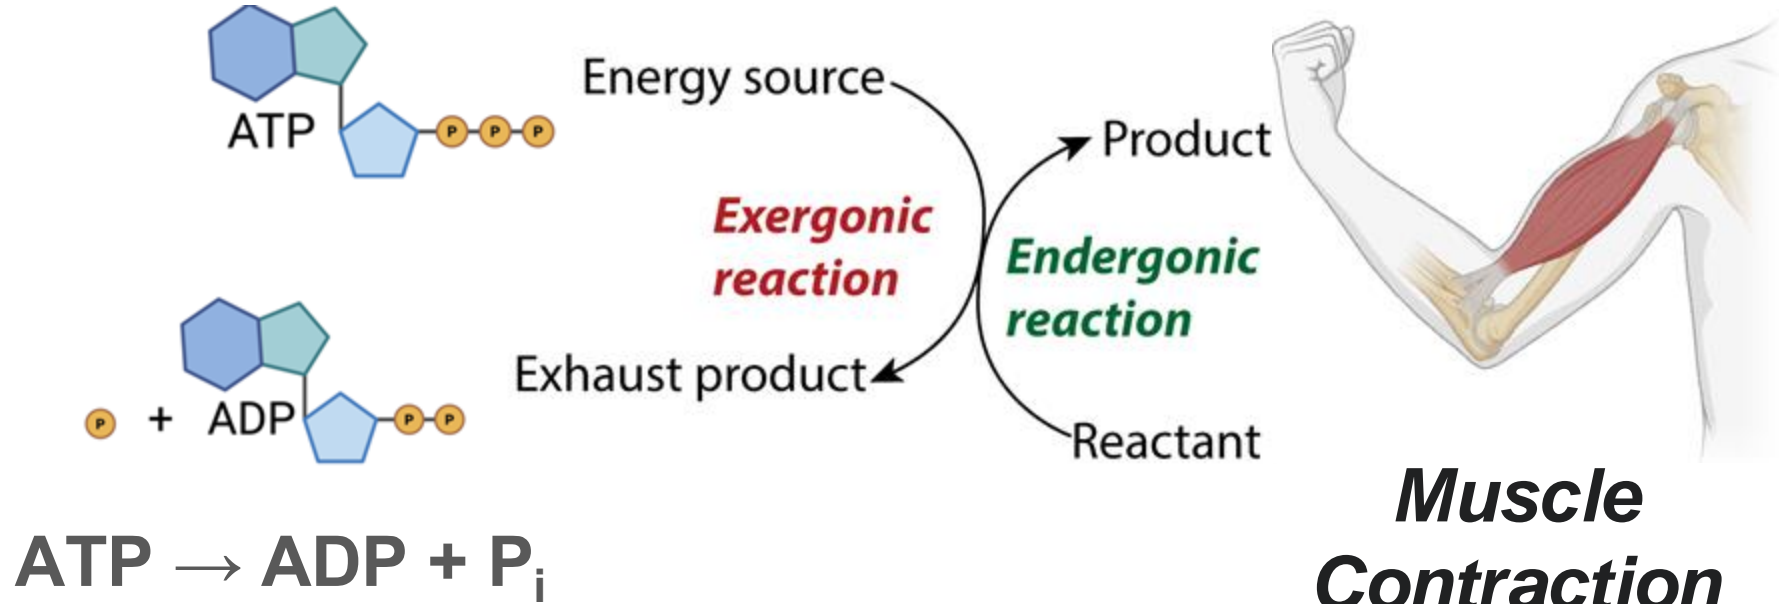 ATP
P P P
Energy source
Product
Exergonic
reaction
Endergonic
reaction
Exhaust product
P + ADP
P P
Reactant
Muscle
Contraction
ATP → ADP + Pi